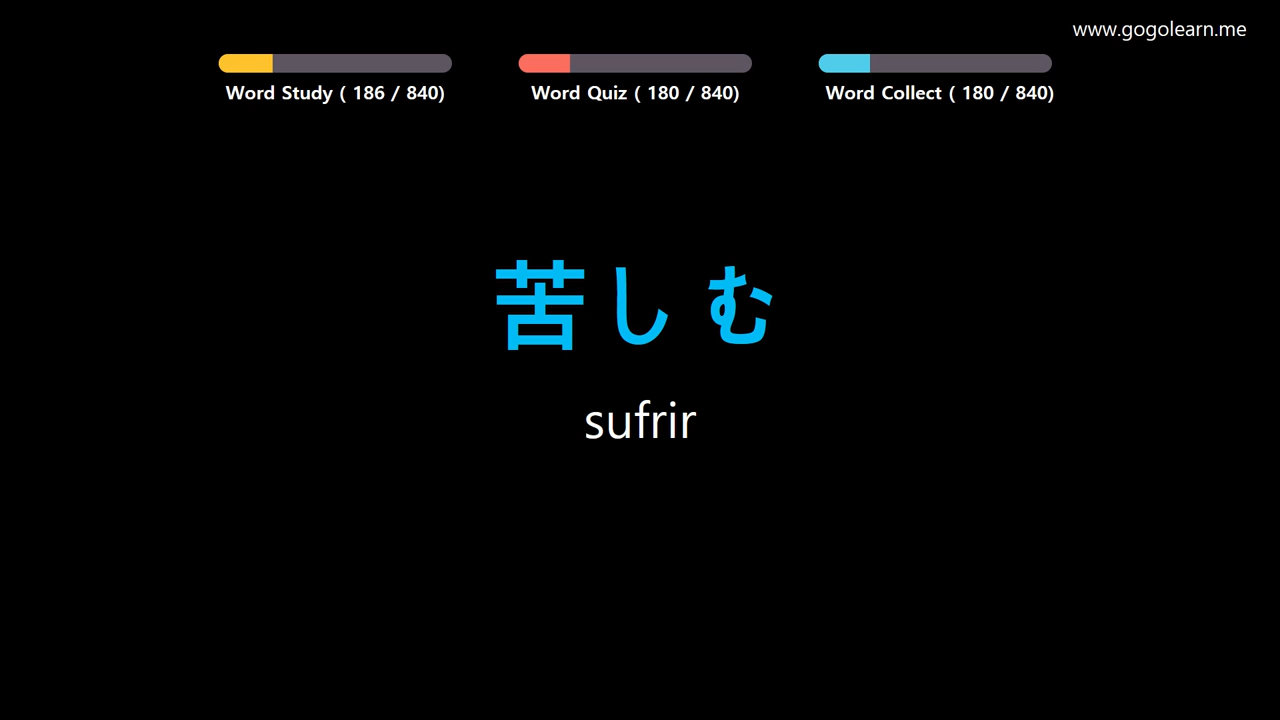 www.gogolearn.me
Word Study ( 186 / 840)
Word Quiz ( 180 / 840)
Word Collect ( 180 / 840)
苦しむ
sufrir